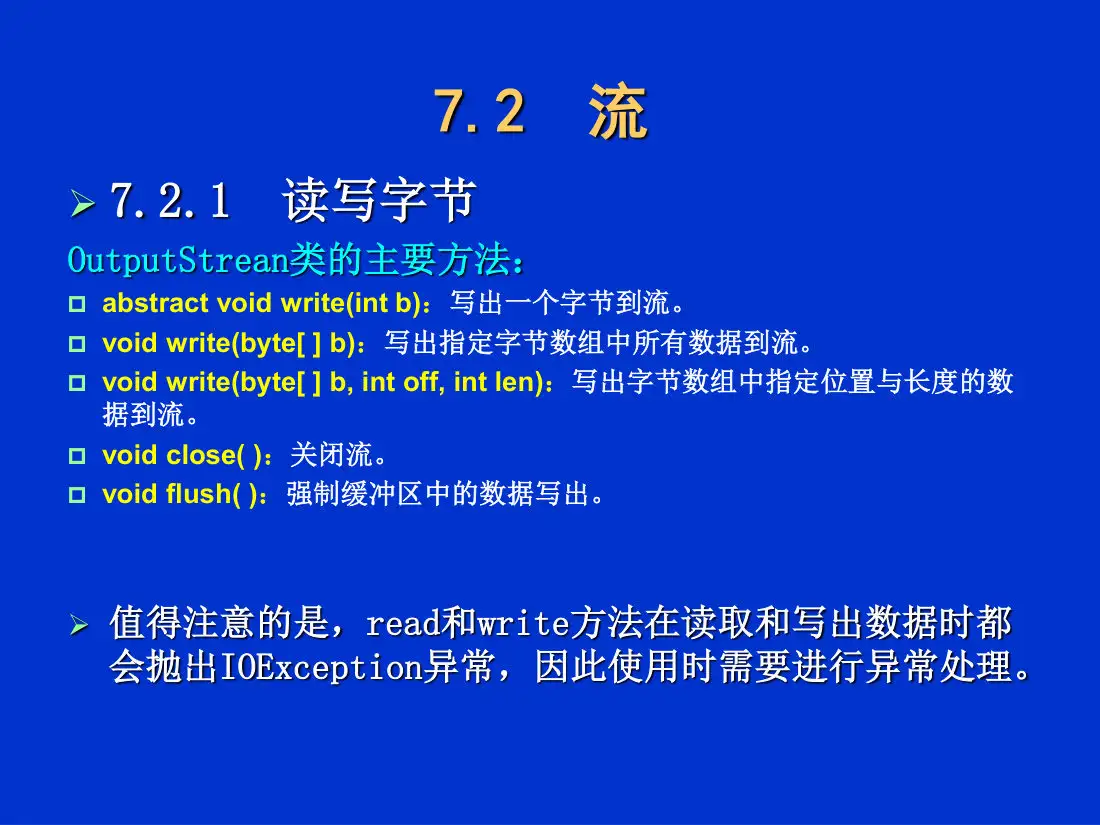 7.2 流
7.2.1 读写字节
OutputStrean类的主要方法：
abstract void write(int b)：写出一个字节到流。
void write(byte[ ] b)：写出指定字节数组中所有数据到流。
void write(byte[ ] b, int off, int len)：写出字节数组中指定位置与长度的数
据到流。
void close( )：关闭流。
void flush( )：强制缓冲区中的数据写出。
值得注意的是，read和write方法在读取和写出数据时都
会抛出IOException异常，因此使用时需要进行异常处理。